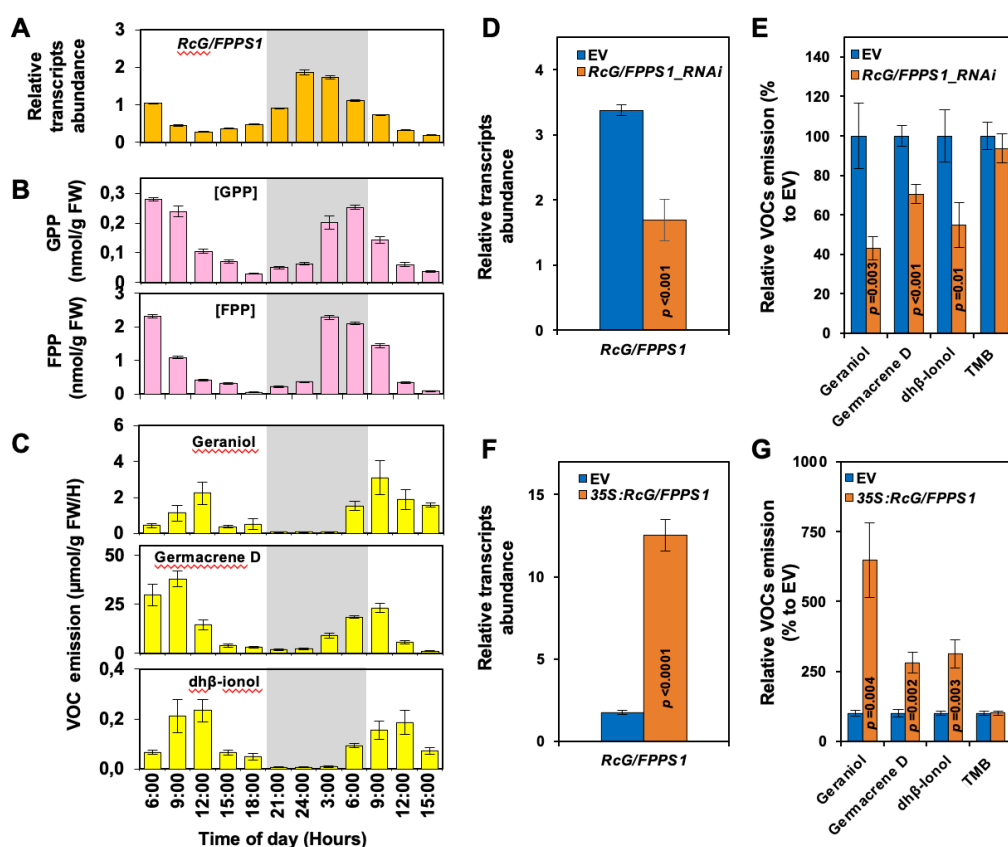 A
RcG/FPPS1
Relative
transcripts
abundance
3
2
1
0
B
[GPP]
GPP
(nmol/g FW)
0,3
0,2
0,1
0
[FPP]
FPP
(nmol/g FW)
3
2
1
0
C
VOC emission (µmol/g FW/H)
Geraniol
6
4
2
0
Germacrene D
50
25
0
dhβ-ionol
0,4
0,2
0,0
6:00
9:00
12:00
15:00
18:00
21:00
24:00
3:00
6:00
9:00
12:00
15:00
Time of day (Hours)
D
EV
RcG/FPPS1_RNAi
Relative transcripts
abundance
4
3
2
1
0
p <0.001
RcG/FPPS1
E
EV
RcG/FPPS1_RNAi
Relative VOCs emission (%
to EV)
140
120
100
80
60
40
20
0
p =0.003
p <0.001
p =0.01
Geraniol
Germacrene D
dhβ-Ionol
TMB
F
EV
35S:RcG/FPPS1
Relative transcripts
abundance
15
12
9
6
3
0
p <0.0001
RcG/FPPS1
G
EV
35S:RcG/FPPS1
Relative VOCs emission
(% to EV)
1000
750
500
250
0
p =0.004
p =0.002
p =0.003
Geraniol
Germacrene D
dhβ-Ionol
TMB